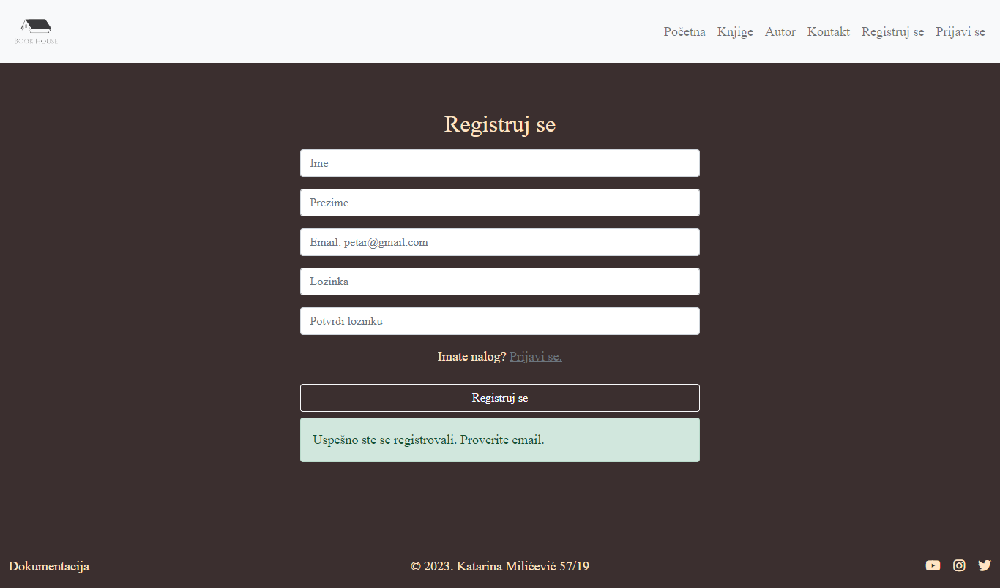 BOOK HOUSE
Početna Knjige Autor Kontakt Registruj se Prijavi se
Registruj se
Ime
Prezime
Email: petar@gmail.com
Lozinka
Potvrdi lozinku
Imate nalog? Prijavi se.
Registruj se
Uspešno ste se registrovali. Proverite email.
Dokumentacija
© 2023. Katarina Milićević 57/19